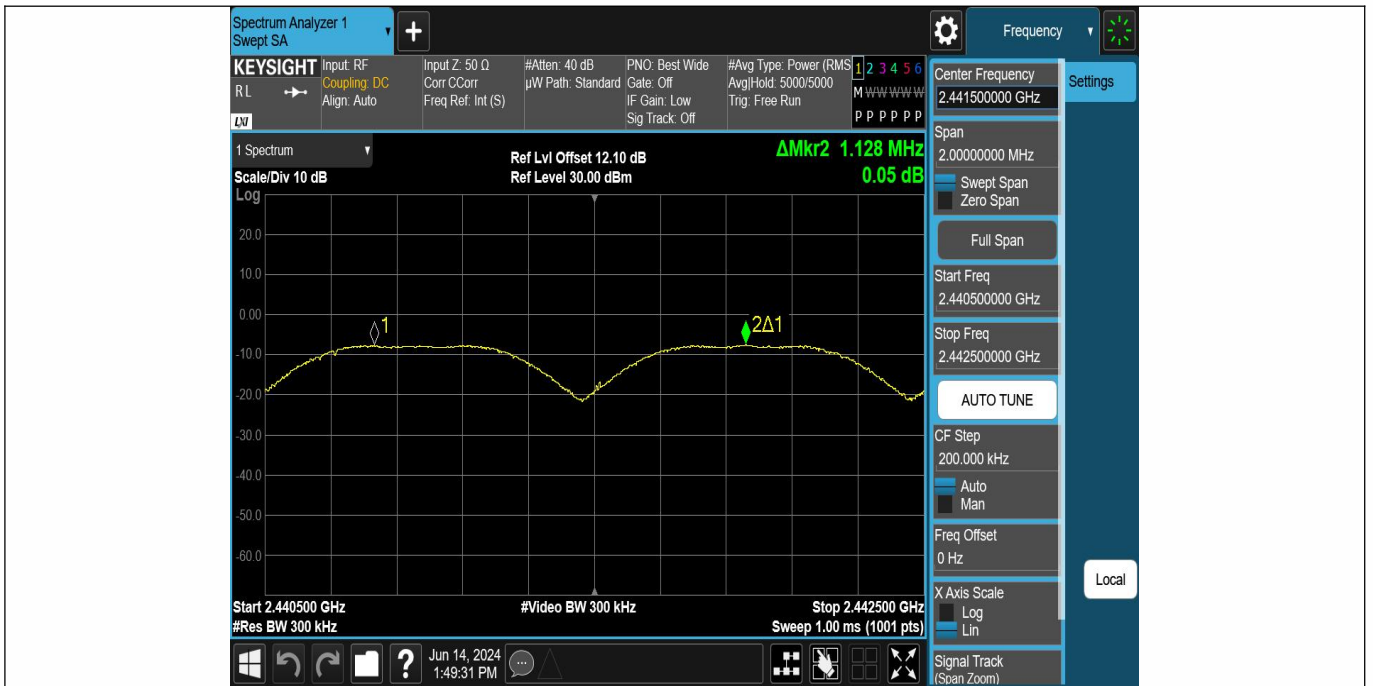 Spectrum Analyzer 1
Swept SA
Frequency
KEYSIGHT
RL
LXI
Input: RF
Coupling: DC
Align: Auto
Input Z: 50 Ω
Corr CCorr
Freq Ref: Int (S)
#Atten: 40 dB
µW Path: Standard
PNO: Best Wide
Gate: Off
IF Gain: Low
Sig Track: Off
#Avg Type: Power (RMS
Avg|Hold: 5000/5000
Trig: Free Run
1 2 3 4 5 6
M W W W W W
P P P P P P
1 Spectrum
Scale/Div 10 dB
Log
Ref Lvl Offset 12.10 dB
Ref Level 30.00 dBm
ΔMkr2 1.128 MHz
0.05 dB
20.0
10.0
0.00
-10.0
-20.0
-30.0
-40.0
-50.0
-60.0
1
2Δ1
Start 2.440500 GHz
#Res BW 300 kHz
#Video BW 300 kHz
Stop 2.442500 GHz
Sweep 1.00 ms (1001 pts)
Jun 14, 2024
1:49:31 PM
Center Frequency
2.441500000 GHz
Span
2.00000000 MHz
Swept Span
Zero Span
Full Span
Start Freq
2.440500000 GHz
Stop Freq
2.442500000 GHz
AUTO TUNE
CF Step
200.000 kHz
Auto
Man
Freq Offset
0 Hz
X Axis Scale
Log
Lin
Signal Track
(Span Zoom)
Settings
Local